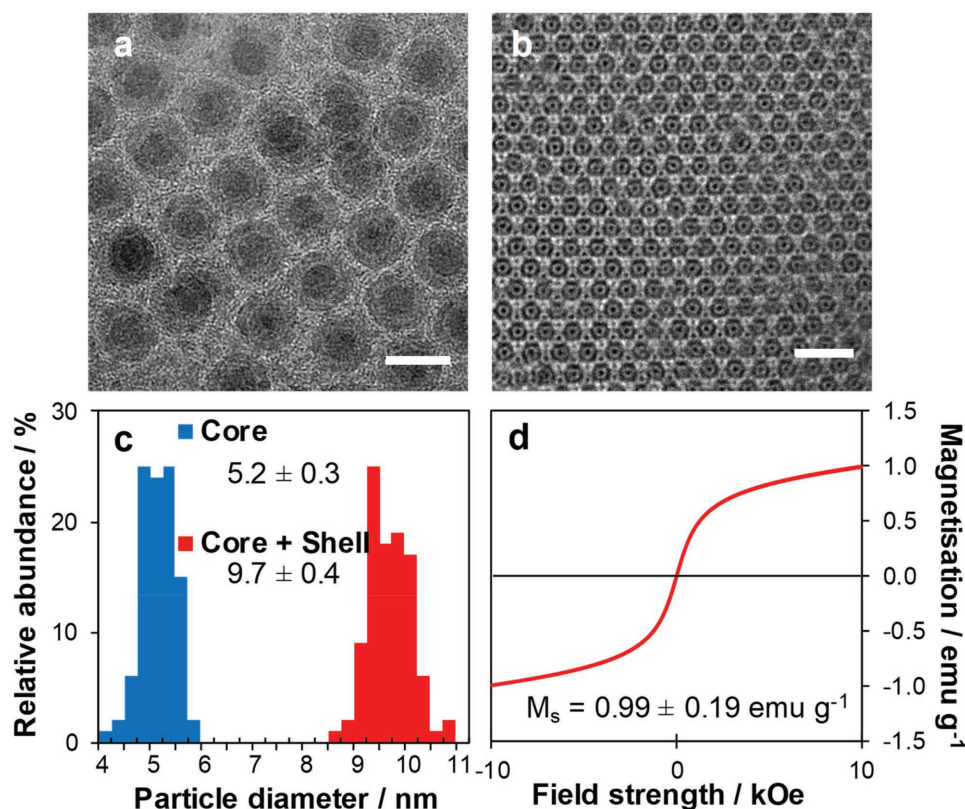 a
b
30
20
10
0
Relative abundance / %
c
Core
5.2 ± 0.3
Core + Shell
9.7 ± 0.4
4 5 6 7 8 9 10 11
Particle diameter / nm
d
1.5
1.0
0.5
0.0
-0.5
-1.0
-1.5
Magnetisation / emu g⁻¹
Mₛ = 0.99 ± 0.19 emu g⁻¹
-10 0 10
Field strength / kOe